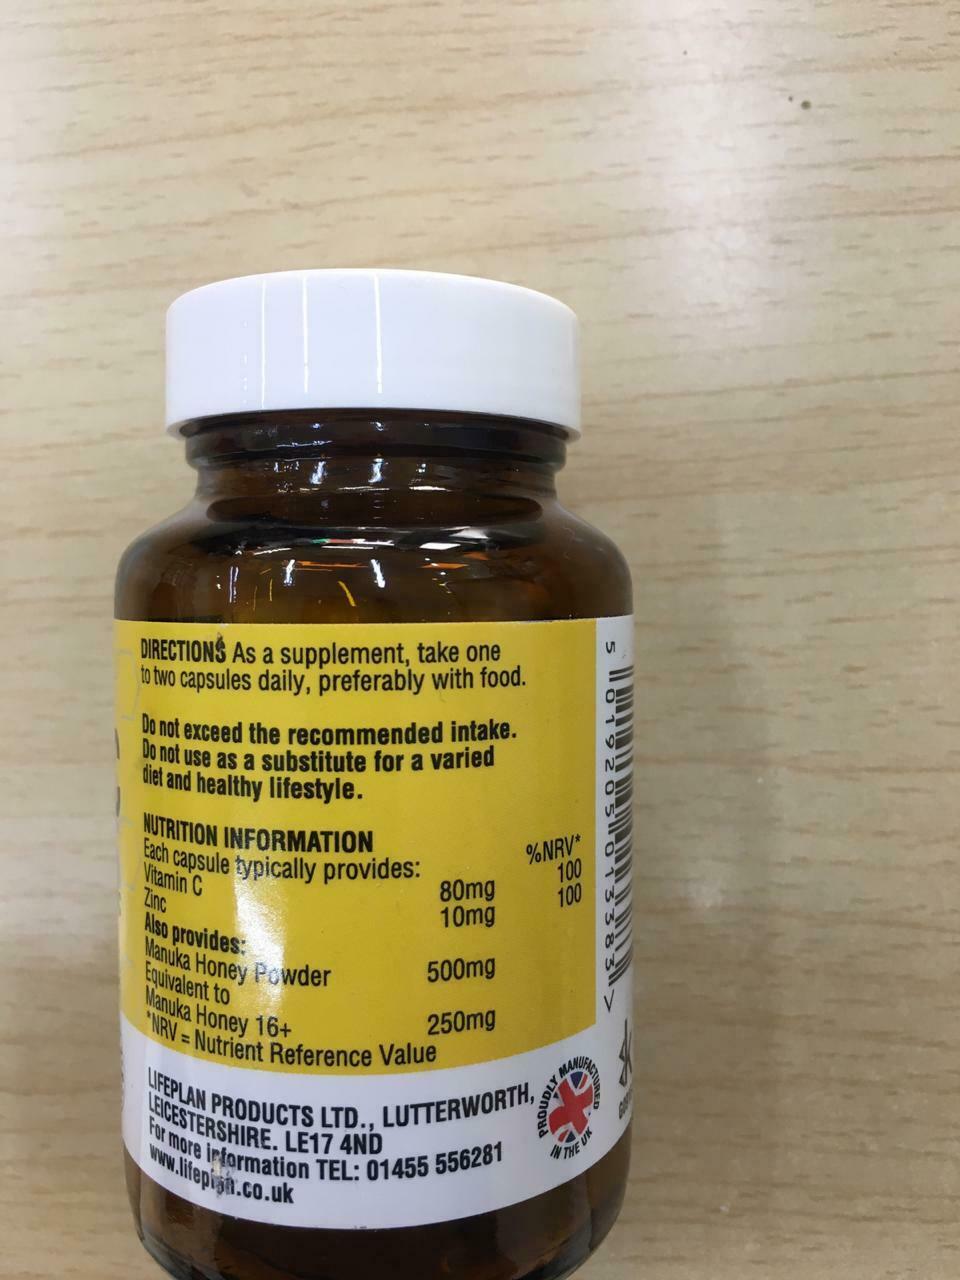 DIRECTIONS As a supplement, take one
to two capsules daily, preferably with food.
Do not exceed the recommended intake.
Do not use as a substitute for a varied
diet and healthy lifestyle.
NUTRITION INFORMATION
Each capsule typically provides: %NRV*
Vitamin C 80mg 100
Zinc 10mg 100
Also provides:
Manuka Honey Powder 500mg
Equivalent to
Manuka Honey 16+ 250mg
*NRV = Nutrient Reference Value
LIFEPLAN PRODUCTS LTD., LUTTERWORTH,
LEICESTERSHIRE. LE17 4ND
For more information TEL: 01455 556281
www.lifeplan.co.uk
PROUDLY MANUFACTURED
IN THE UK
5 019205 013383 >